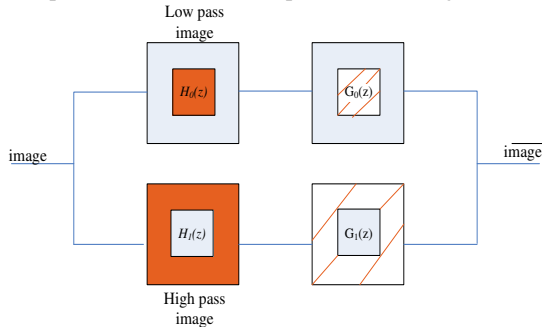 Low pass
image
H₀(z)
G₀(z)
image
image
H₁(z)
G₁(z)
High pass
image